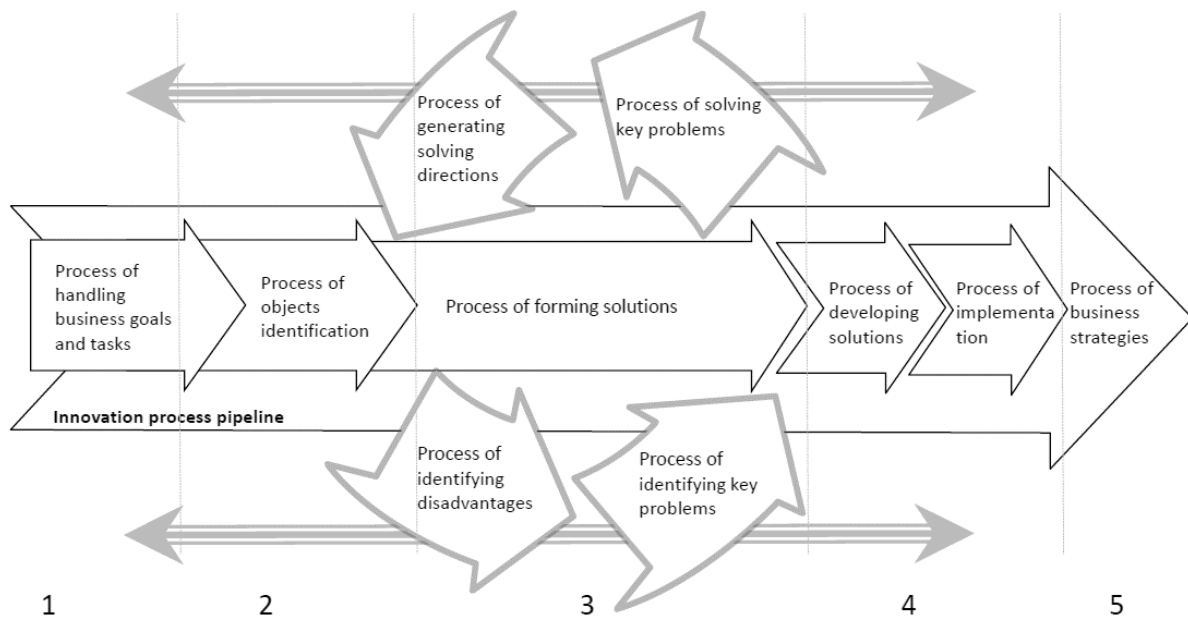 Process of
generating
solving
directions
Process of solving
key problems
Process of
handling
business goals
and tasks
Process of
objects
identification
Process of forming solutions
Process of
developing
solutions
Process of
implementa
tion
Process of
business
strategies
Innovation process pipeline
Process of
identifying
disadvantages
Process of
identifying key
problems
1 2 3 4 5